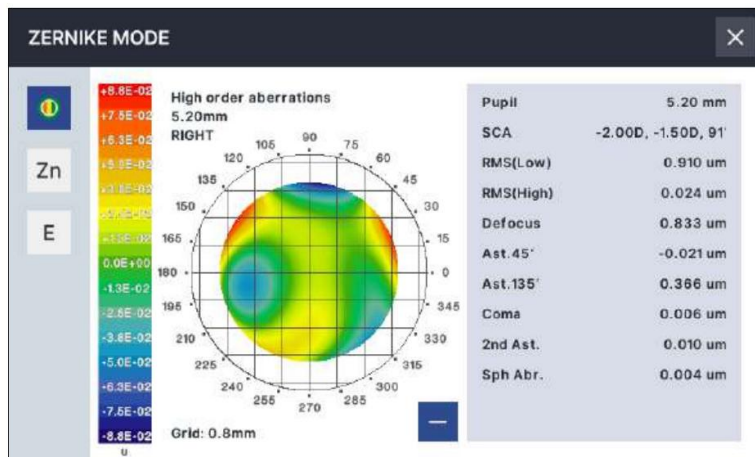 ZERNIKE MODE
Zn
E
+8.8E-02
+7.5E-02
+6.3E-02
0.0E+00
-1.3E-02
-2.5E-02
-3.8E-02
-5.0E-02
-6.3E-02
-7.5E-02
-8.8E-02
U
High order aberrations
5.20mm
RIGHT
90
105 75
120 60
135 45
150 30
165 15
180 0
195 345
210 330
225 315
240 300
255 285
270
Grid: 0.8mm
Pupil 5.20 mm
SCA -2.00D, -1.50D, 91'
RMS(Low) 0.910 um
RMS(High) 0.024 um
Defocus 0.833 um
Ast.45' -0.021 um
Ast.135' 0.366 um
Coma 0.006 um
2nd Ast. 0.010 um
Sph Abr. 0.004 um